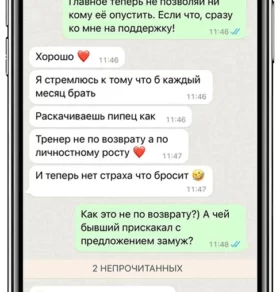 Главное теперь не позволяй ни
кому её опустить. Если что, сразу
ко мне на поддержку!
11:46
Хорошо ❤️ 11:46
Я стремлюсь к тому что б каждый
месяц брать
11:46
Раскачиваешь пипец как 11:46
Тренер не по возврату а по
личностному росту ❤️ 11:47
И теперь нет страха что бросит 🤣
11:47
Как это не по возврату?) А чей
бывший прискакал с
предложением замуж? 11:48
2 НЕПРОЧИТАННЫХ